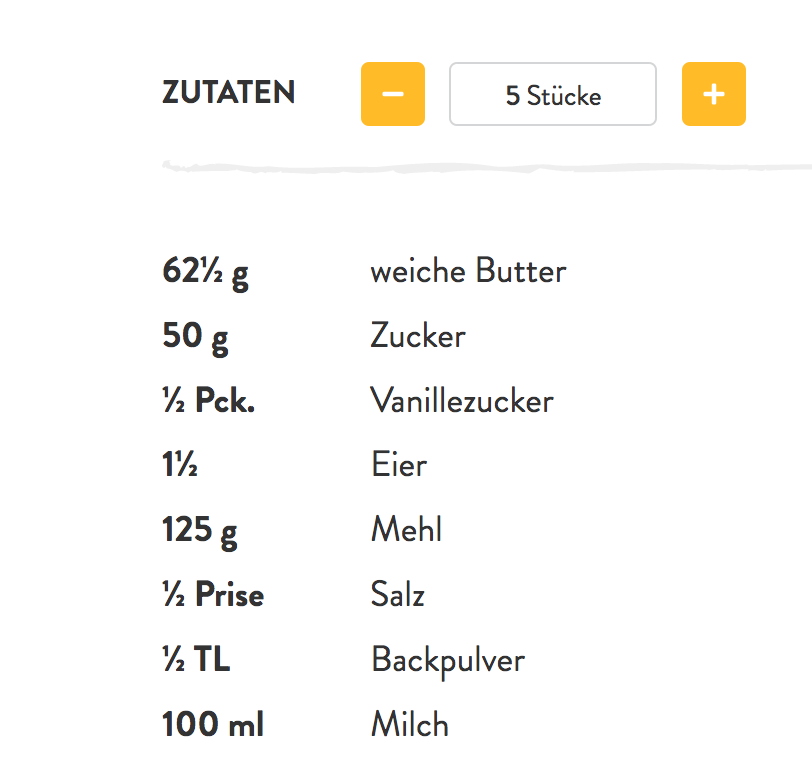 ZUTATEN − 5 Stücke +
62½ g weiche Butter
50 g Zucker
½ Pck. Vanillezucker
1½ Eier
125 g Mehl
½ Prise Salz
½ TL Backpulver
100 ml Milch